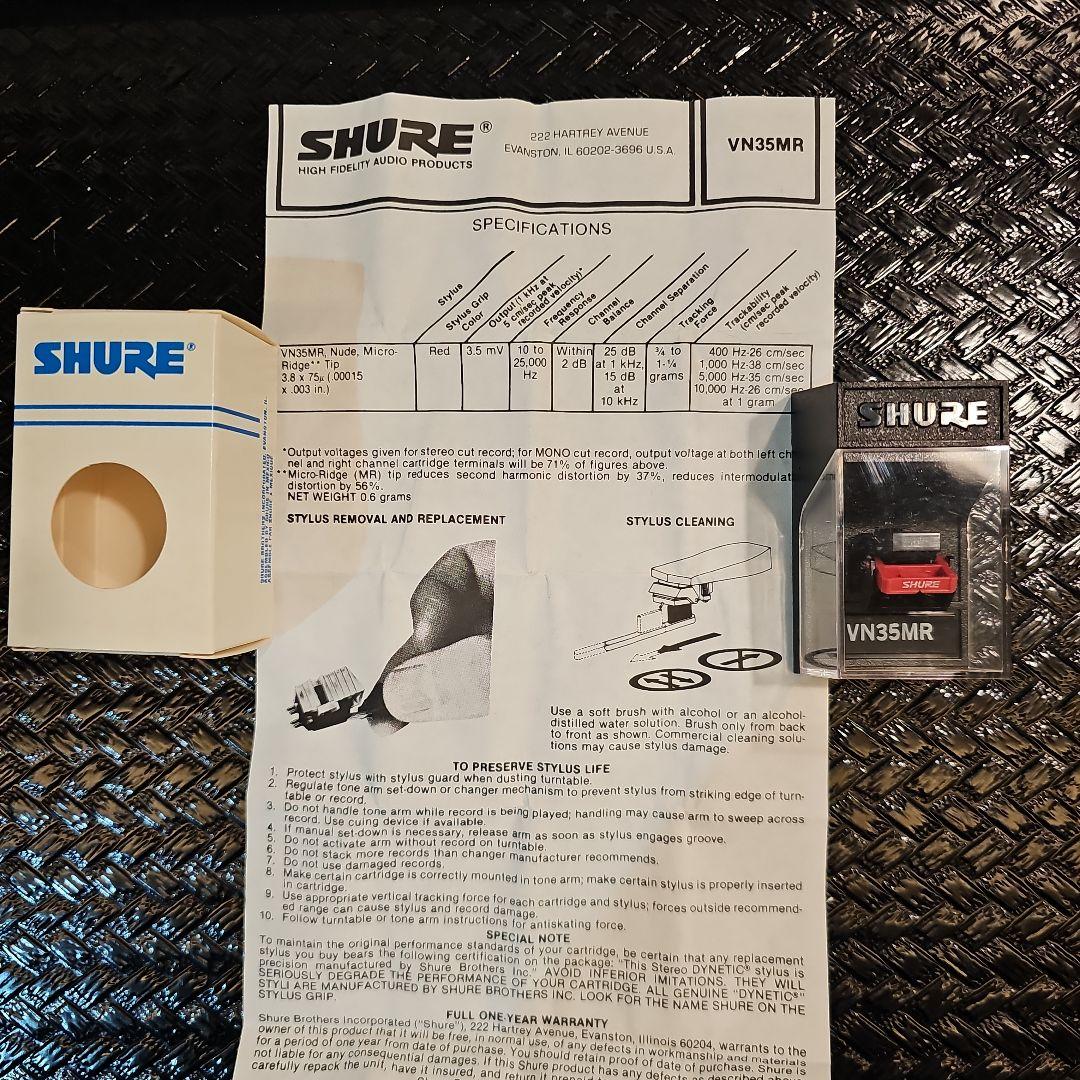 SHURE®
HIGH FIDELITY AUDIO PRODUCTS
222 HARTREY AVENUE
EVANSTON, IL 60202-3696 U.S.A.
VN35MR
SPECIFICATIONS
Stylus
Stylus Grip
Color
Output (1 kHz at
5 cm/sec peak
recorded velocity)*
Frequency
Response
Channel
Balance
Channel Separation
Tracking
Force
Trackability
(cm/sec peak
recorded velocity)
VN35MR, Nude, Micro-
Ridge** Tip
3.8 x 75µ (.00015
x .003 in.)
Red
3.5 mV
10 to
25,000
Hz
Within
2 dB
25 dB
at 1 kHz,
15 dB
at
10 kHz
¾ to
1-¼
grams
400 Hz-26 cm/sec
1,000 Hz-38 cm/sec
5,000 Hz-35 cm/sec
10,000 Hz-26 cm/sec
at 1 gram
*Output voltages given for stereo cut record; for MONO cut record, output voltage at both left ch
nel and right channel cartridge terminals will be 71% of figures above.
**Micro-Ridge (MR) tip reduces second harmonic distortion by 37%, reduces intermodulat
distortion by 56%.
NET WEIGHT 0.6 grams
STYLUS REMOVAL AND REPLACEMENT
STYLUS CLEANING
Use a soft brush with alcohol or an alcohol-
distilled water solution. Brush only from back
to front as shown. Commercial cleaning solu-
tions may cause stylus damage.
TO PRESERVE STYLUS LIFE
1. Protect stylus with stylus guard when dusting turntable.
2. Regulate tone arm set-down or changer mechanism to prevent stylus from striking edge of turn-
table or record.
3. Do not handle tone arm while record is being played; handling may cause arm to sweep across
record. Use cuing device if available.
4. If manual set-down is necessary, release arm as soon as stylus engages groove.
5. Do not activate arm without record on turntable.
6. Do not stack more records than changer manufacturer recommends.
7. Do not use damaged records.
8. Make certain cartridge is correctly mounted in tone arm; make certain stylus is properly inserted
in cartridge.
9. Use appropriate vertical tracking force for each cartridge and stylus; forces outside recommend-
ed range can cause stylus and record damage.
10. Follow turntable or tone arm instructions for antiskating force.
SPECIAL NOTE
To maintain the original performance standards of your cartridge, be certain that any replacement
stylus you buy bears the following certification on the package: "This Stereo DYNETIC® stylus is
precision manufactured by Shure Brothers Inc." AVOID INFERIOR IMITATIONS. THEY WILL
SERIOUSLY DEGRADE THE PERFORMANCE OF YOUR CARTRIDGE. ALL GENUINE "DYNETIC®"
STYLI ARE MANUFACTURED BY SHURE BROTHERS INC. LOOK FOR THE NAME SHURE ON THE
STYLUS GRIP.
FULL ONE-YEAR WARRANTY
Shure Brothers Incorporated ("Shure"), 222 Hartrey Avenue, Evanston, Illinois 60204, warrants to the
owner of this product that it will be free, in normal use, of any defects in workmanship and materials
for a period of one year from date of purchase. You should retain proof of date of purchase. Shure is
not liable for any consequential damages. If this Shure product has any defects as described above
carefully repack the unit, have it insured, and return it prepaid
SHURE®
SHURE BROTHERS INCORPORATED EVANSTON, IL
SHURE
SHURE
VN35MR